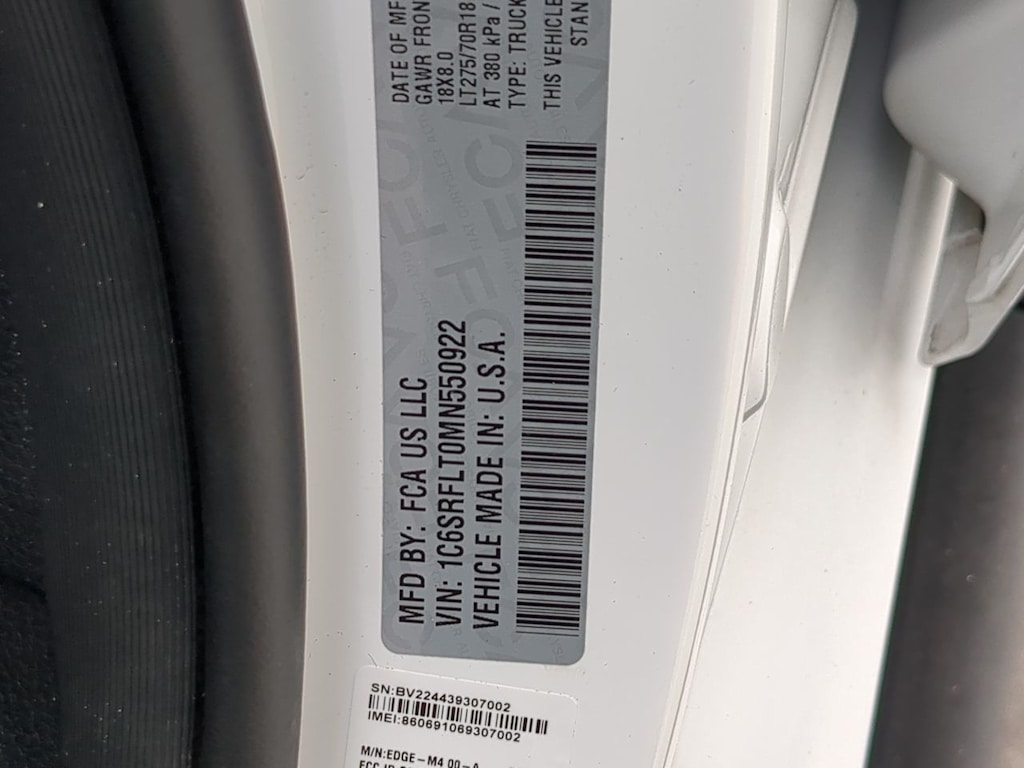 MFD BY: FCA US LLC
VIN: 1C6SRFLT0MN550922
VEHICLE MADE IN: U.S.A.
DATE OF MF
GAWR FRON
18X8.0
LT275/70R18
AT 380 kPa /
TYPE: TRUCK
THIS VEHICLE
STAN
SN:BV224439307002
IMEI:860691069307002
M/N:EDGE-M4 00-A